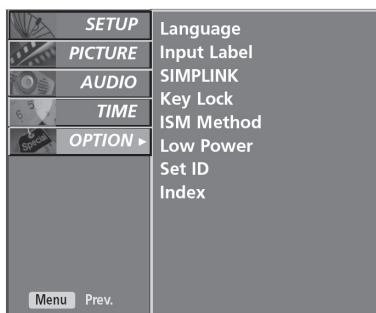 SETUP
PICTURE
AUDIO
TIME
OPTION ►
Language
Input Label
SIMPLINK
Key Lock
ISM Method
Low Power
Set ID
Index
Menu Prev.